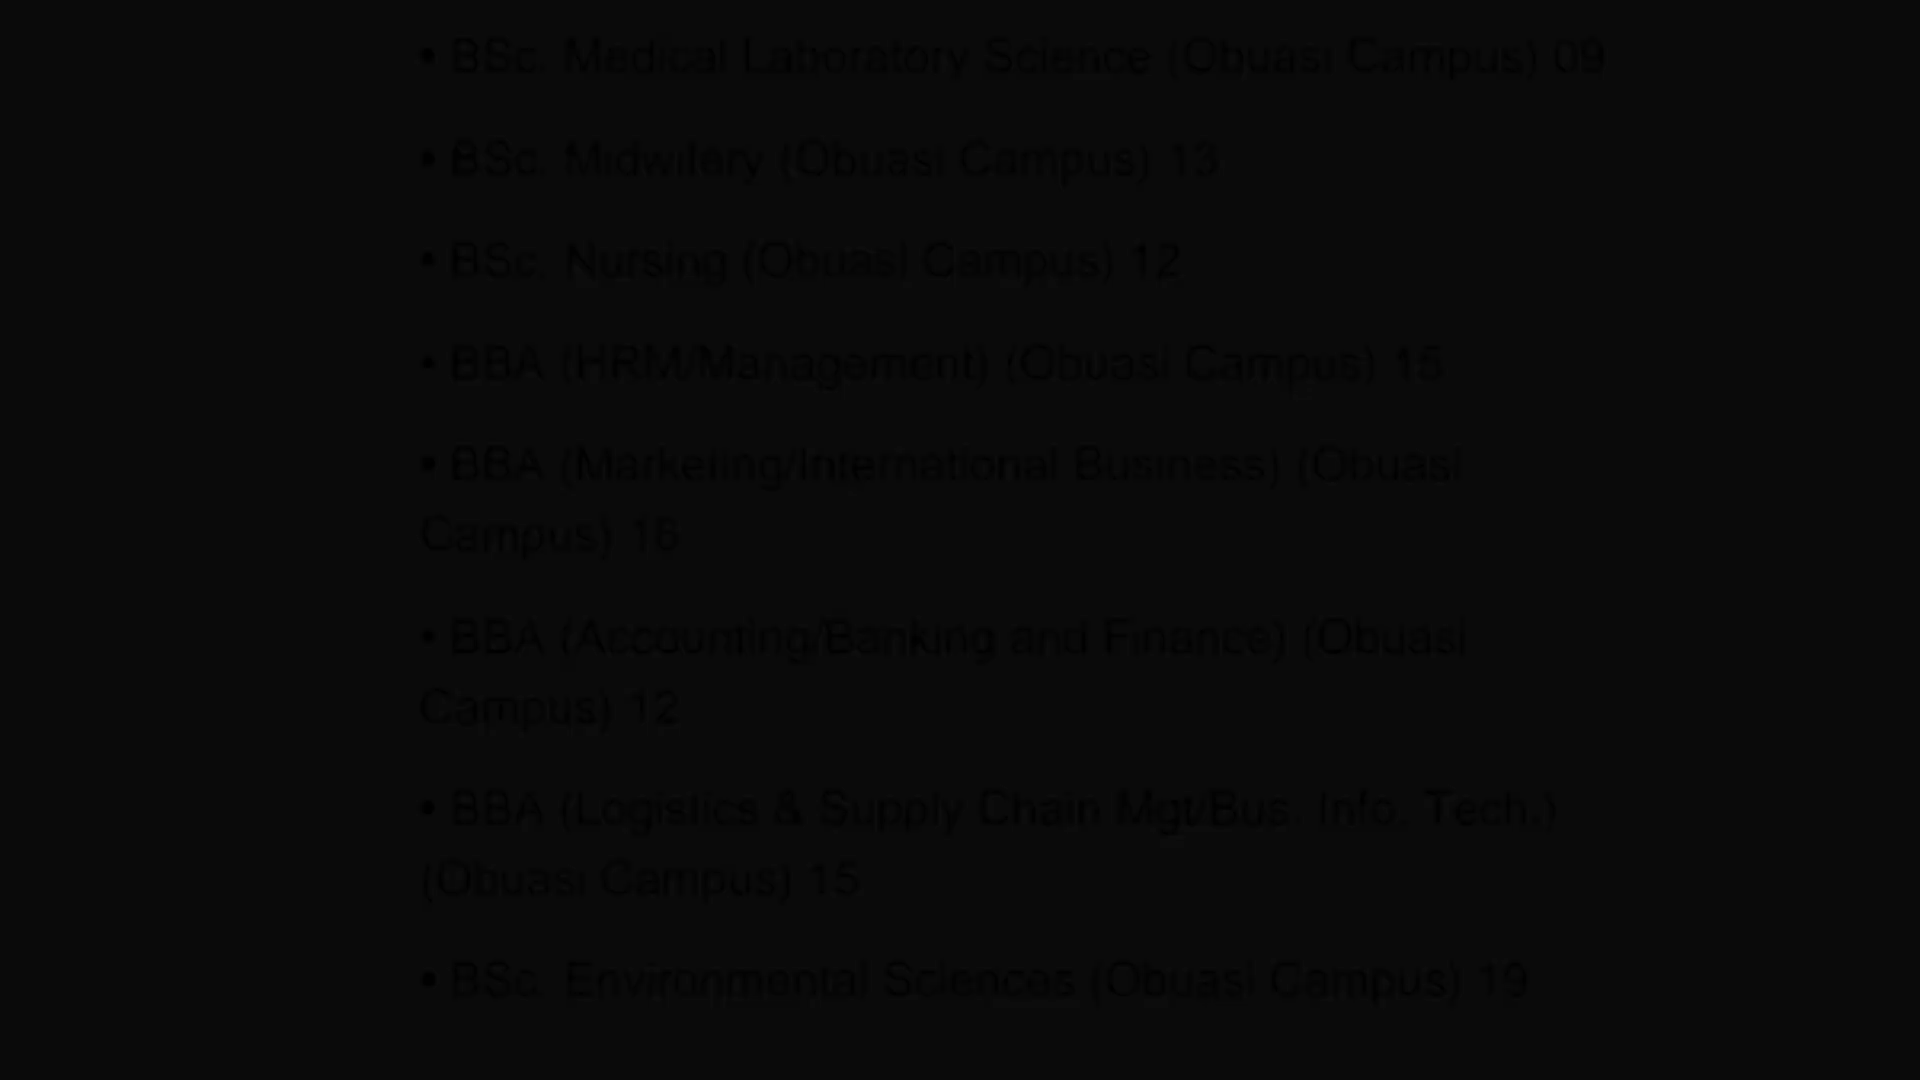 • BSc. Medical Laboratory Science (Obuasi Campus) 09
• BSc. Midwifery (Obuasi Campus) 13
• BSc. Nursing (Obuasi Campus) 12
• BBA (HRM/Management) (Obuasi Campus) 15
• BBA (Marketing/International Business) (Obuasi
Campus) 16
• BBA (Accounting/Banking and Finance) (Obuasi
Campus) 12
• BBA (Logistics & Supply Chain Mgt/Bus. Info. Tech.)
(Obuasi Campus) 15
• BSc. Environmental Sciences (Obuasi Campus) 19